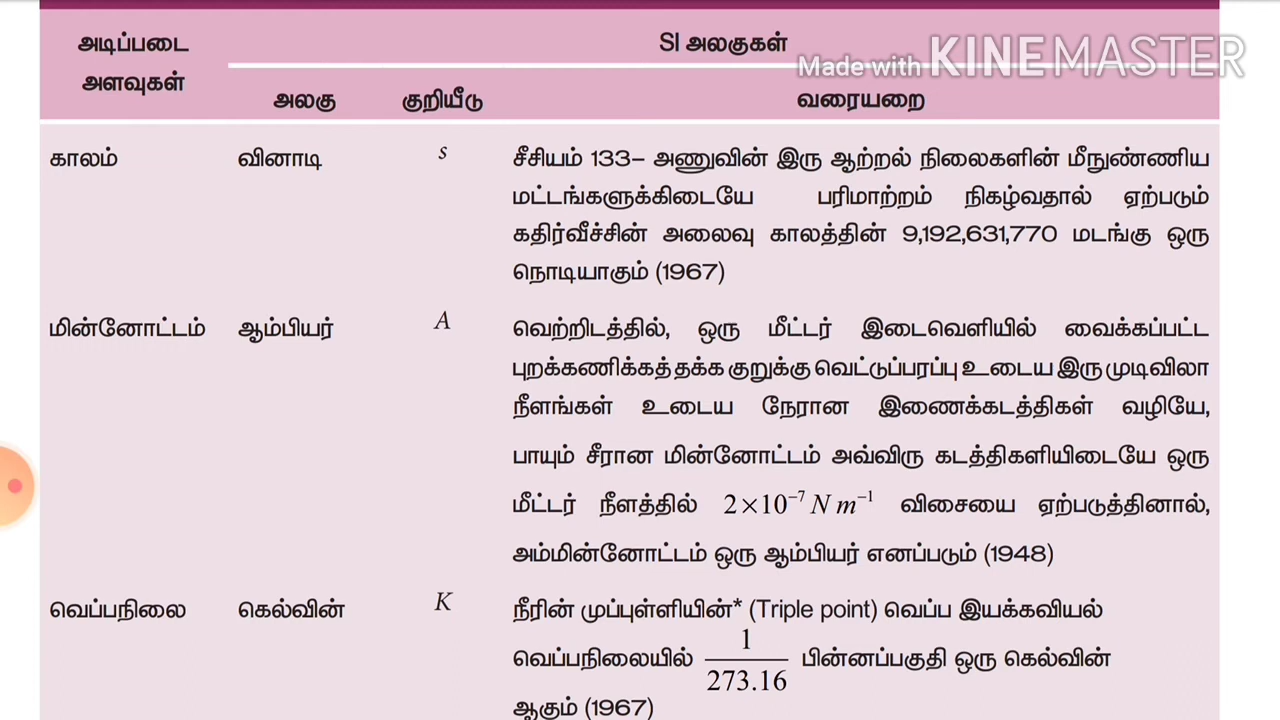 அடிப்படை
அளவுகள்
SI அலகுகள்
Made with KINEMASTER
அலகு குறியீடு வரையறை
காலம் வினாடி s சீசியம் 133– அணுவின் இரு ஆற்றல் நிலைகளின் மீநுண்ணிய
மட்டங்களுக்கிடையே பரிமாற்றம் நிகழ்வதால் ஏற்படும்
கதிர்வீச்சின் அலைவு காலத்தின் 9,192,631,770 மடங்கு ஒரு
நொடியாகும் (1967)
மின்னோட்டம் ஆம்பியர் A வெற்றிடத்தில், ஒரு மீட்டர் இடைவெளியில் வைக்கப்பட்ட
புறக்கணிக்கத்தக்க குறுக்கு வெட்டுப்பரப்பு உடைய இரு முடிவிலா
நீளங்கள் உடைய நேரான இணைக்கடத்திகள் வழியே,
பாயும் சீரான மின்னோட்டம் அவ்விரு கடத்திகளியிடையே ஒரு
மீட்டர் நீளத்தில் 2×10⁻⁷ N m⁻¹ விசையை ஏற்படுத்தினால்,
அம்மின்னோட்டம் ஒரு ஆம்பியர் எனப்படும் (1948)
வெப்பநிலை கெல்வின் K நீரின் முப்புள்ளியின்* (Triple point) வெப்ப இயக்கவியல்
வெப்பநிலையில் 1/273.16 பின்னப்பகுதி ஒரு கெல்வின்
ஆகும் (1967)